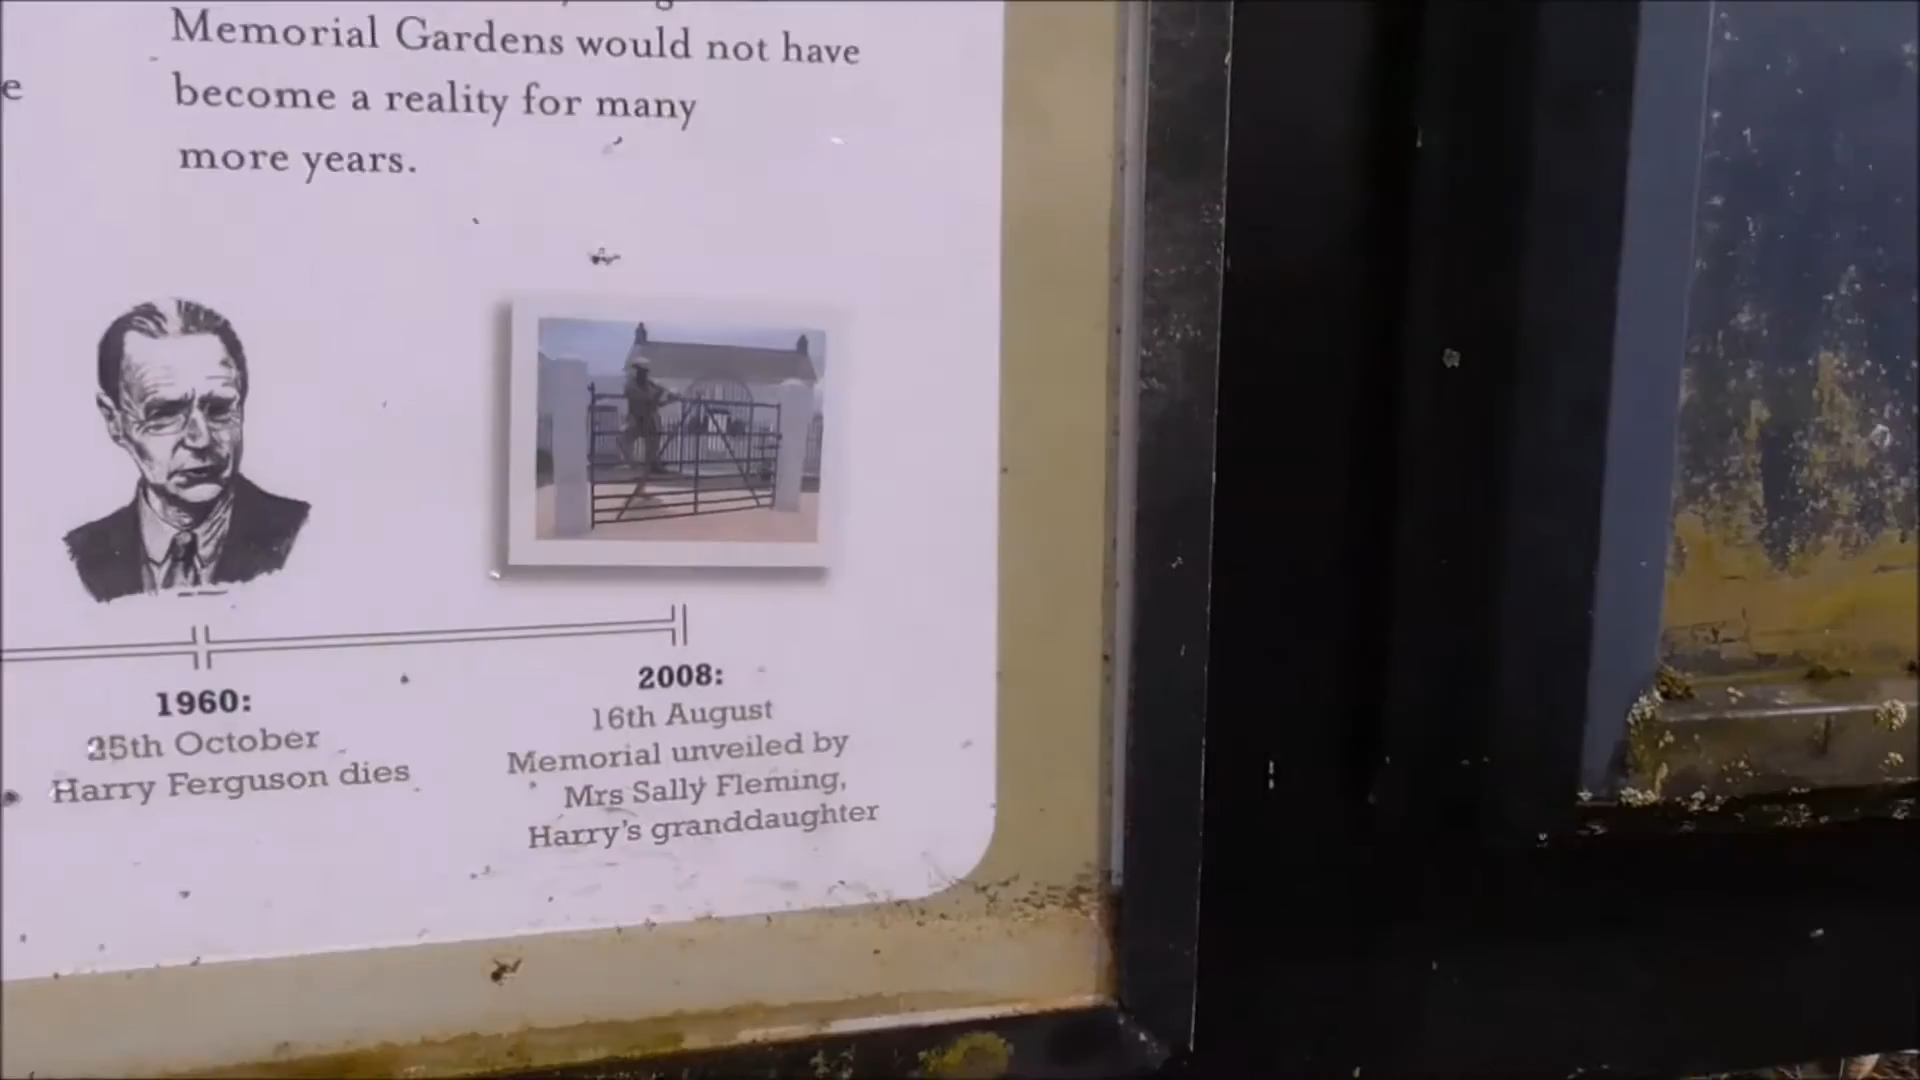 Memorial Gardens would not have
become a reality for many
more years.
e
1960:
25th October
Harry Ferguson dies
2008:
16th August
Memorial unveiled by
Mrs Sally Fleming,
Harry's granddaughter